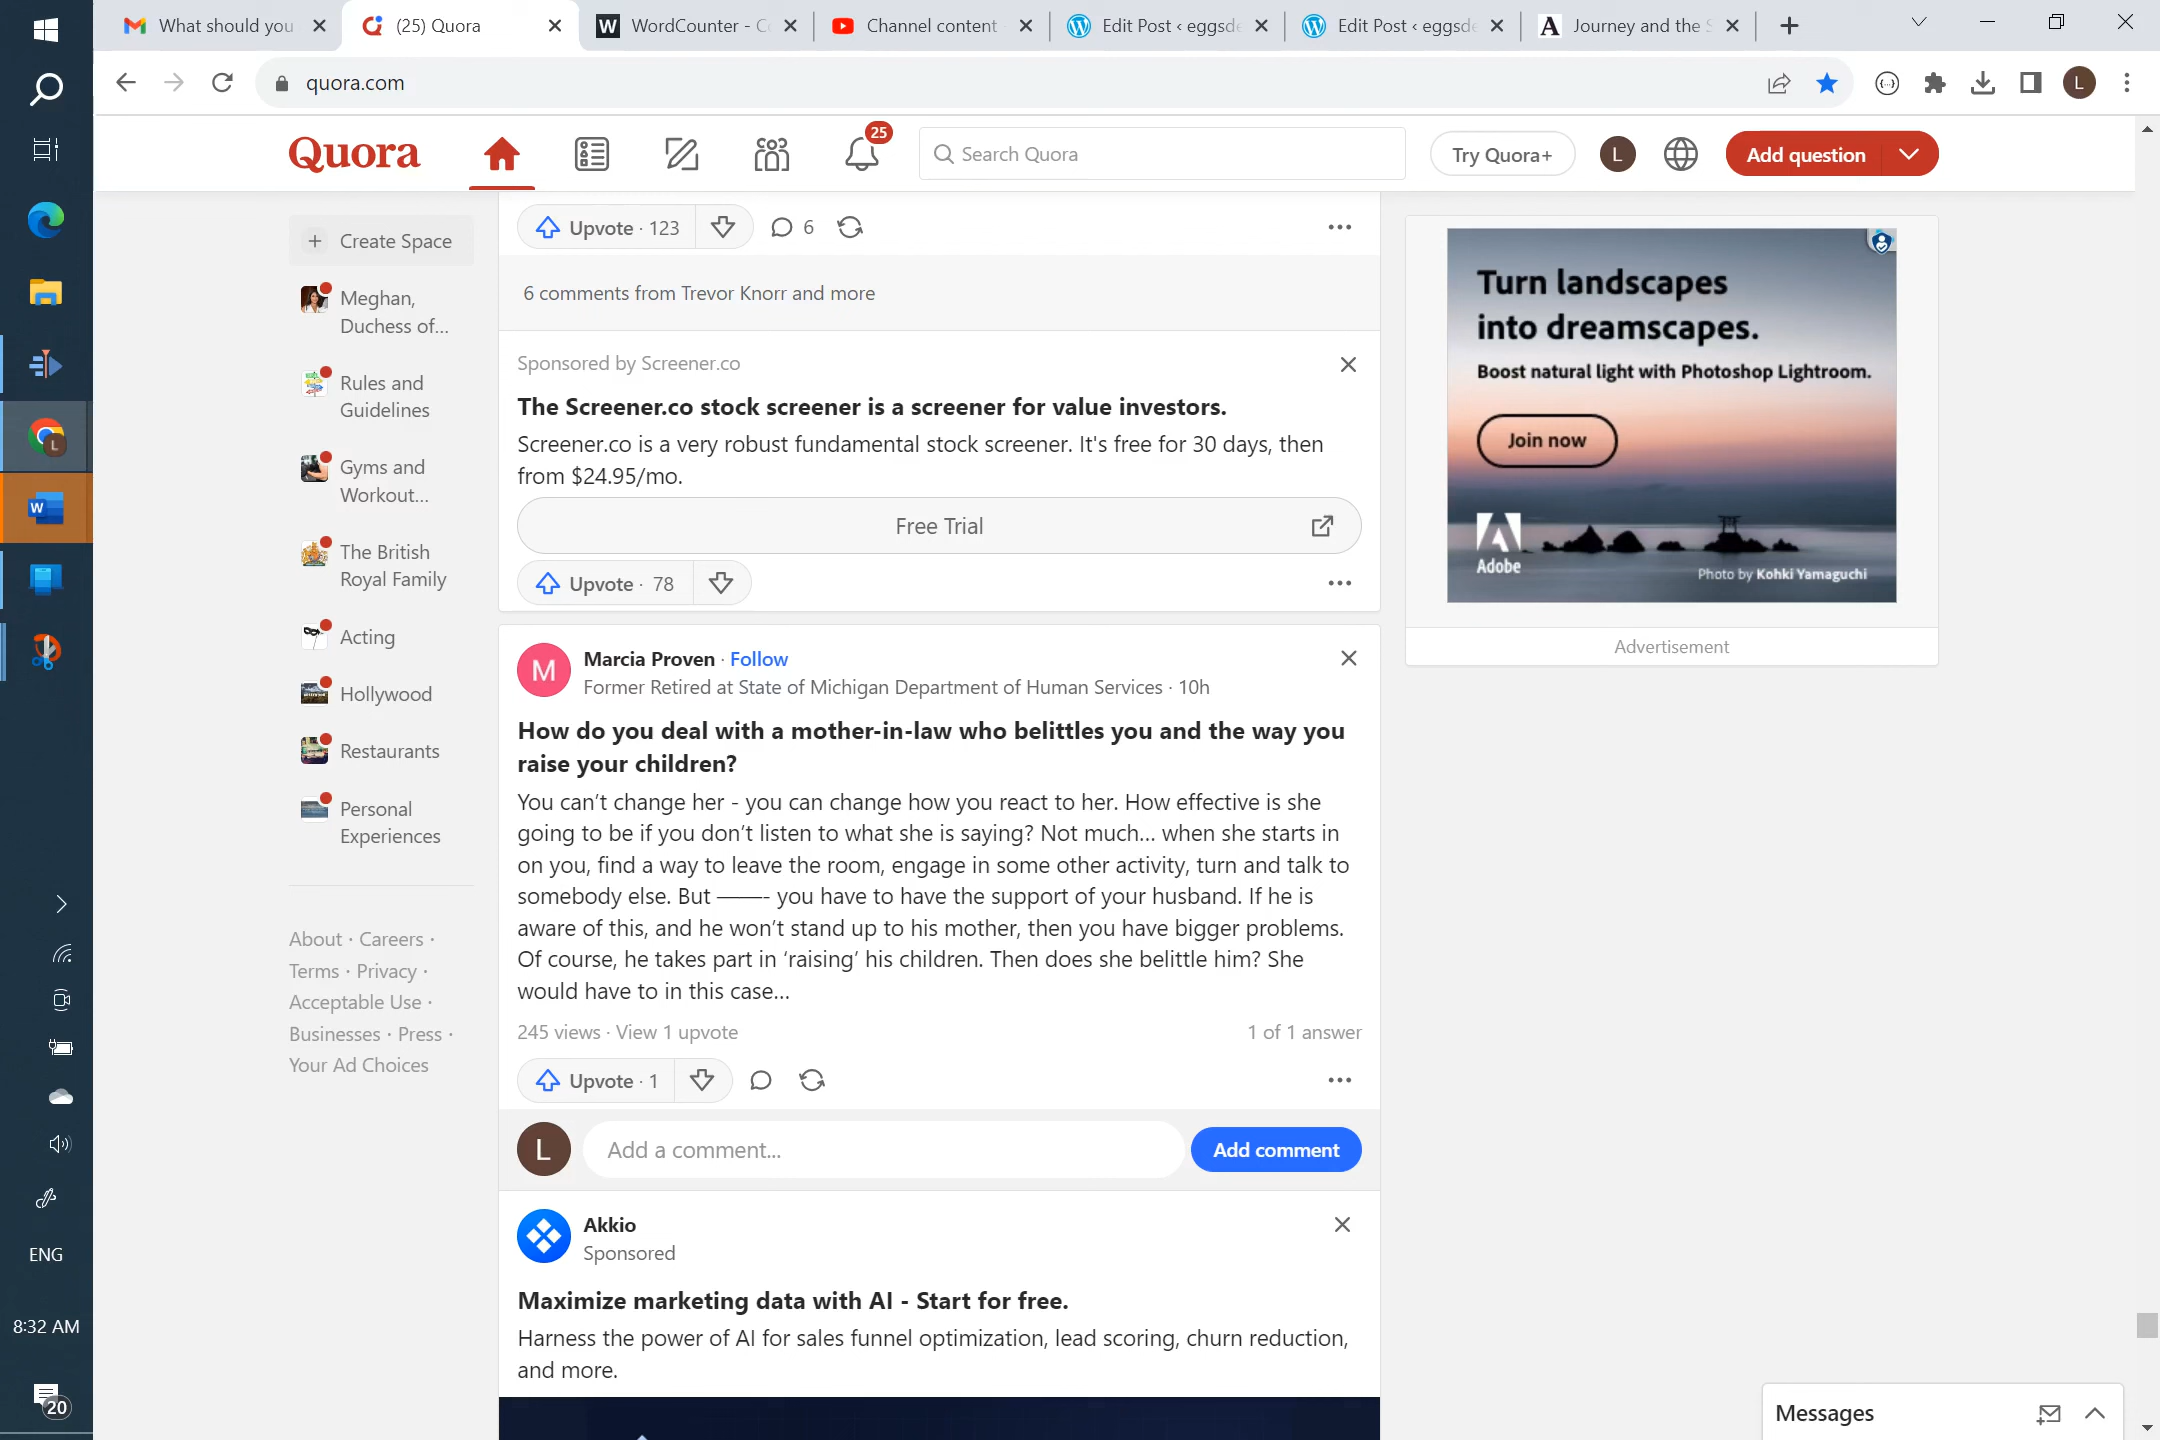 What should you
(25) Quora
W WordCounter - Co
Channel content
Edit Post ‹ eggsde
Edit Post ‹ eggsde
A Journey and the S
quora.com
L
Quora
25
Search Quora
Try Quora+
L
Add question
Create Space
Meghan,
Duchess of...
Rules and
Guidelines
Gyms and
Workout...
The British
Royal Family
Acting
Hollywood
Restaurants
Personal
Experiences
About · Careers ·
Terms · Privacy ·
Acceptable Use ·
Businesses · Press ·
Your Ad Choices
Upvote · 123
6
6 comments from Trevor Knorr and more
Sponsored by Screener.co
The Screener.co stock screener is a screener for value investors.
Screener.co is a very robust fundamental stock screener. It's free for 30 days, then
from $24.95/mo.
Free Trial
Upvote · 78
M
Marcia Proven · Follow
Former Retired at State of Michigan Department of Human Services · 10h
How do you deal with a mother-in-law who belittles you and the way you
raise your children?
You can’t change her - you can change how you react to her. How effective is she
going to be if you don’t listen to what she is saying? Not much... when she starts in
on you, find a way to leave the room, engage in some other activity, turn and talk to
somebody else. But ——- you have to have the support of your husband. If he is
aware of this, and he won’t stand up to his mother, then you have bigger problems.
Of course, he takes part in ‘raising’ his children. Then does she belittle him? She
would have to in this case...
245 views · View 1 upvote
1 of 1 answer
Upvote · 1
L
Add a comment...
Add comment
Akkio
Sponsored
Maximize marketing data with AI - Start for free.
Harness the power of AI for sales funnel optimization, lead scoring, churn reduction,
and more.
Turn landscapes
into dreamscapes.
Boost natural light with Photoshop Lightroom.
Join now
Adobe
Photo by Kohki Yamaguchi
Advertisement
Messages
L
W
ENG
8:32 AM
20